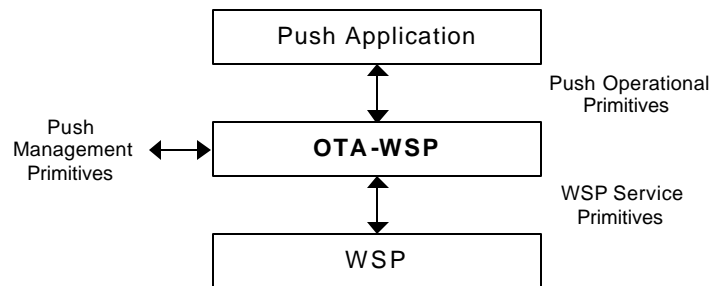 Push Application
Push Operational
Primitives
Push
Management
Primitives
OTA-WSP
WSP Service
Primitives
WSP